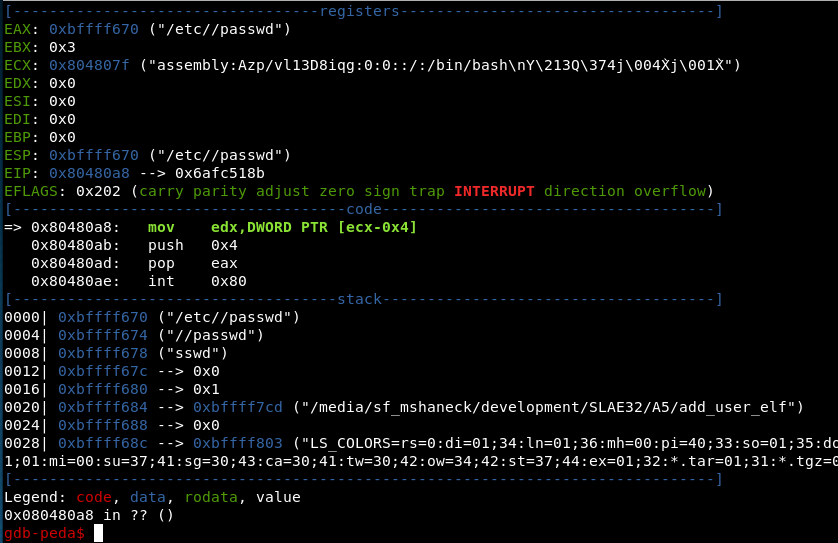 [----------------------------------registers-----------------------------------]
EAX: 0xbffff670 ("/etc//passwd")
EBX: 0x3
ECX: 0x804807f ("assembly:Azp/vl13D8iqg:0:0::/:/bin/bash\nY\213Q\374j\004Ẋj\001Ẋ")
EDX: 0x0
ESI: 0x0
EDI: 0x0
EBP: 0x0
ESP: 0xbffff670 ("/etc//passwd")
EIP: 0x80480a8 --> 0x6afc518b
EFLAGS: 0x202 (carry parity adjust zero sign trap INTERRUPT direction overflow)
[-------------------------------------code-------------------------------------]
=> 0x80480a8:	mov    edx,DWORD PTR [ecx-0x4]
   0x80480ab:	push   0x4
   0x80480ad:	pop    eax
   0x80480ae:	int    0x80
[------------------------------------stack-------------------------------------]
0000| 0xbffff670 ("/etc//passwd")
0004| 0xbffff674 ("//passwd")
0008| 0xbffff678 ("sswd")
0012| 0xbffff67c --> 0x0
0016| 0xbffff680 --> 0x1
0020| 0xbffff684 --> 0xbffff7cd ("/media/sf_mshaneck/development/SLAE32/A5/add_user_elf")
0024| 0xbffff688 --> 0x0
0028| 0xbffff68c --> 0xbffff803 ("LS_COLORS=rs=0:di=01;34:ln=01;36:mh=00:pi=40;33:so=01;35:do
1;01:mi=00:su=37;41:sg=30;43:ca=30;41:tw=30;42:ow=34;42:st=37;44:ex=01;32:*.tar=01;31:*.tgz=0
[------------------------------------------------------------------------------]
Legend: code, data, rodata, value
0x080480a8 in ?? ()
gdb-peda$